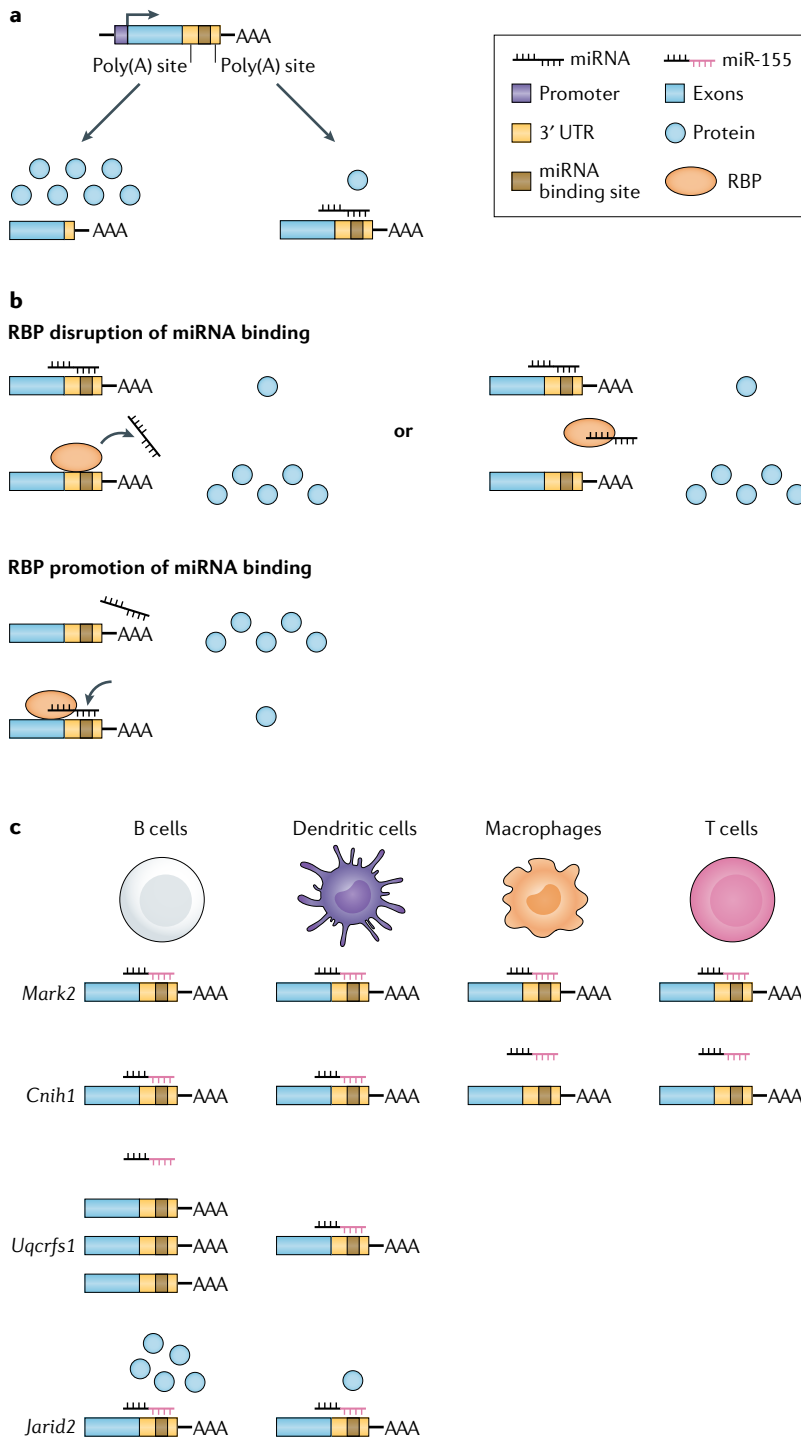 a
AAA
Poly(A) site Poly(A) site
AAA
AAA
miRNA
miR-155
Promoter
Exons
3′ UTR
Protein
miRNA
binding site
RBP
b
RBP disruption of miRNA binding
AAA
AAA
or
AAA
AAA
RBP promotion of miRNA binding
AAA
AAA
c
B cells
Dendritic cells
Macrophages
T cells
Mark2
AAA
AAA
AAA
AAA
Cnih1
AAA
AAA
AAA
AAA
AAA
Uqcrfs1
AAA
AAA
AAA
Jarid2
AAA
AAA